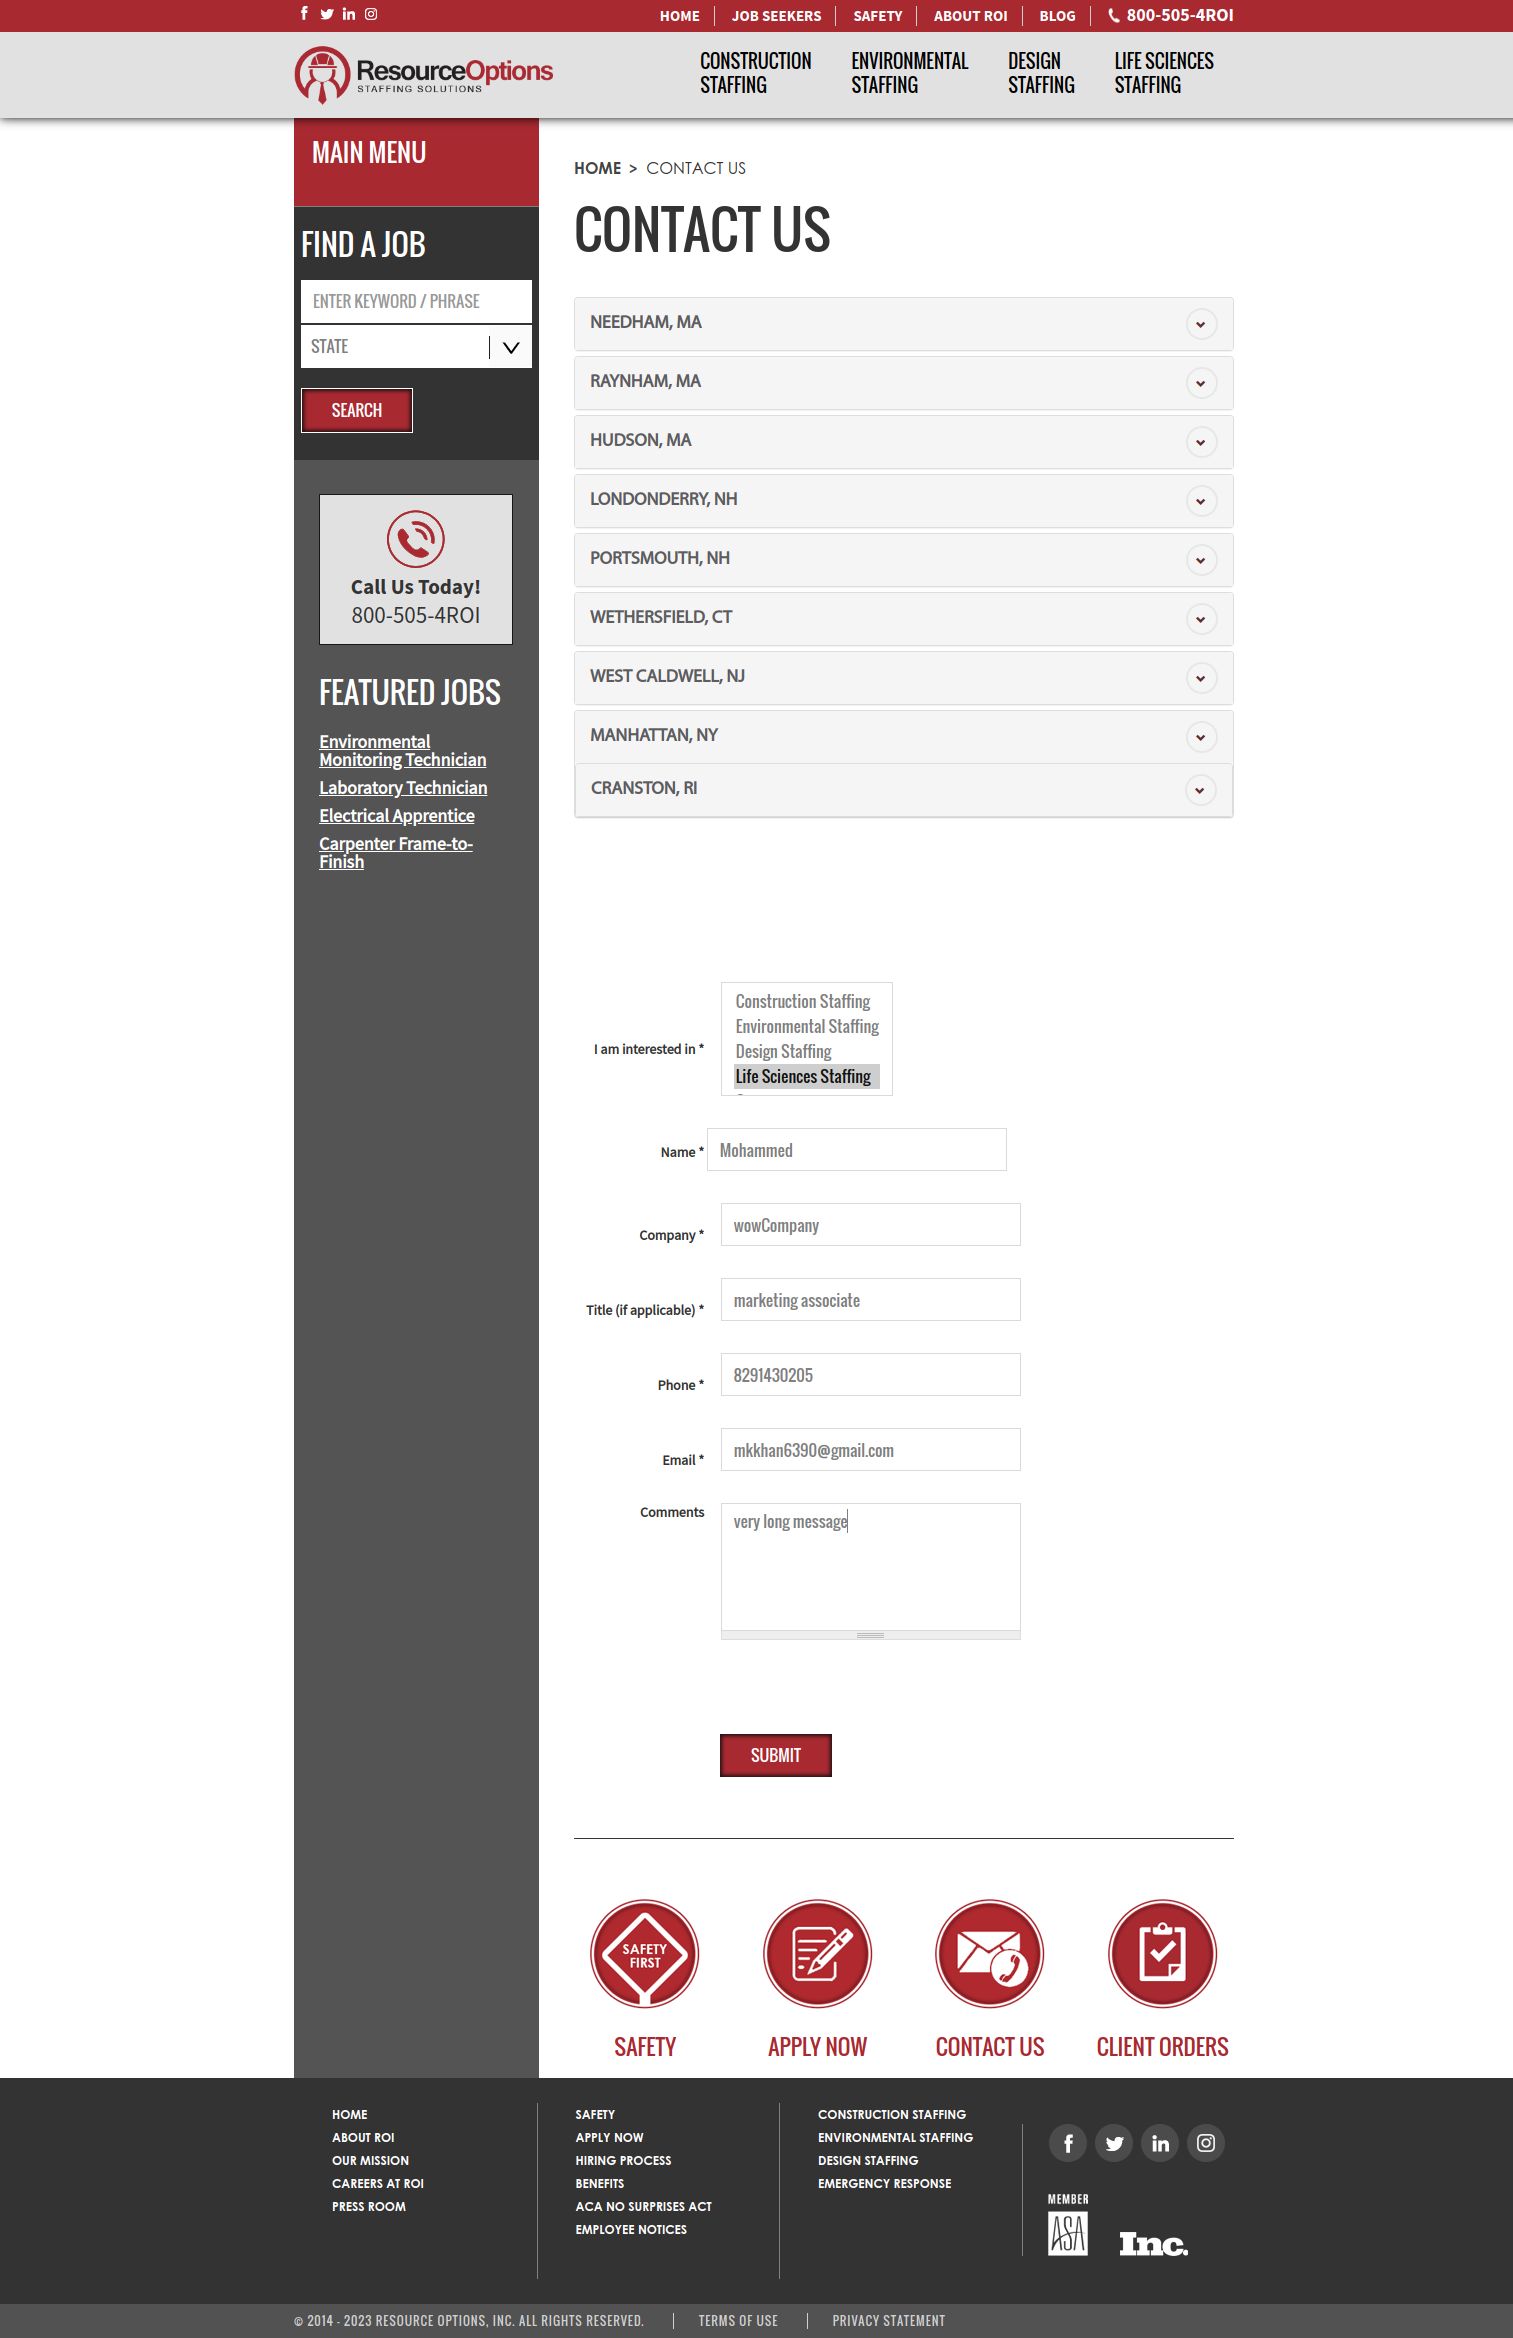 HOME
JOB SEEKERS
SAFETY
ABOUT ROI
BLOG
800-505-4ROI
ResourceOptions
STAFFING SOLUTIONS
CONSTRUCTION
STAFFING
ENVIRONMENTAL
STAFFING
DESIGN
STAFFING
LIFE SCIENCES
STAFFING
MAIN MENU
FIND A JOB
ENTER KEYWORD / PHRASE
STATE
SEARCH
Call Us Today!
800-505-4ROI
FEATURED JOBS
Environmental
Monitoring Technician
Laboratory Technician
Electrical Apprentice
Carpenter Frame-to-
Finish
HOME > CONTACT US
CONTACT US
NEEDHAM, MA
RAYNHAM, MA
HUDSON, MA
LONDONDERRY, NH
PORTSMOUTH, NH
WETHERSFIELD, CT
WEST CALDWELL, NJ
MANHATTAN, NY
CRANSTON, RI
I am interested in *
Construction Staffing
Environmental Staffing
Design Staffing
Life Sciences Staffing
Name * Mohammed
Company * wowCompany
Title (if applicable) * marketing associate
Phone * 8291430205
Email * mkkhan6390@gmail.com
Comments very long message
SUBMIT
SAFETY
FIRST
SAFETY
APPLY NOW
CONTACT US
CLIENT ORDERS
HOME
ABOUT ROI
OUR MISSION
CAREERS AT ROI
PRESS ROOM
SAFETY
APPLY NOW
HIRING PROCESS
BENEFITS
ACA NO SURPRISES ACT
EMPLOYEE NOTICES
CONSTRUCTION STAFFING
ENVIRONMENTAL STAFFING
DESIGN STAFFING
EMERGENCY RESPONSE
MEMBER
ASA
Inc.
© 2014 - 2023 RESOURCE OPTIONS, INC. ALL RIGHTS RESERVED.
TERMS OF USE
PRIVACY STATEMENT